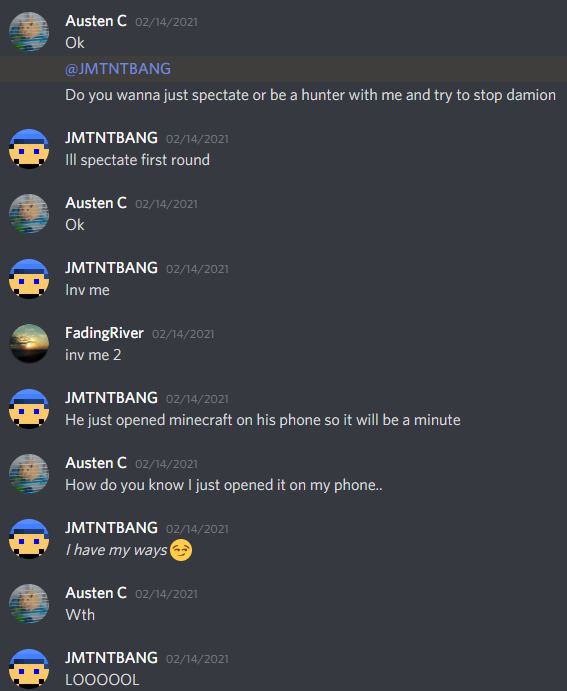 Austen C 02/14/2021
Ok
@JMTNTBANG
Do you wanna just spectate or be a hunter with me and try to stop damion
JMTNTBANG 02/14/2021
Ill spectate first round
Austen C 02/14/2021
Ok
JMTNTBANG 02/14/2021
Inv me
FadingRiver 02/14/2021
inv me 2
JMTNTBANG 02/14/2021
He just opened minecraft on his phone so it will be a minute
Austen C 02/14/2021
How do you know I just opened it on my phone..
JMTNTBANG 02/14/2021
I have my ways😏
Austen C 02/14/2021
Wth
JMTNTBANG 02/14/2021
LOOOOOL